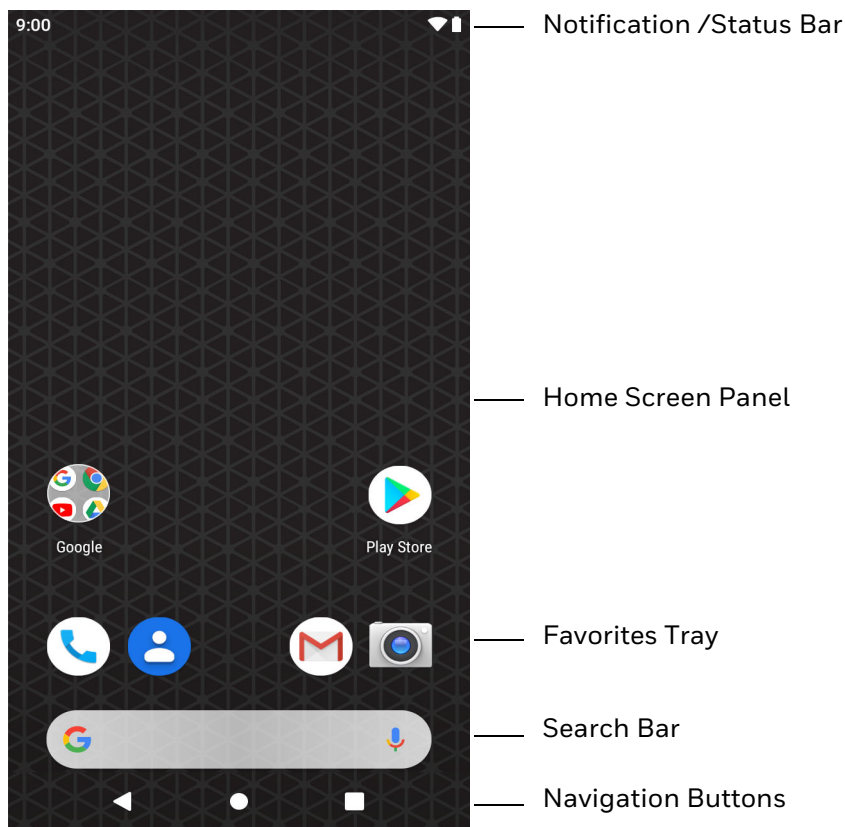 9:00
Notification /Status Bar
Home Screen Panel
Google
Play Store
Favorites Tray
Search Bar
Navigation Buttons